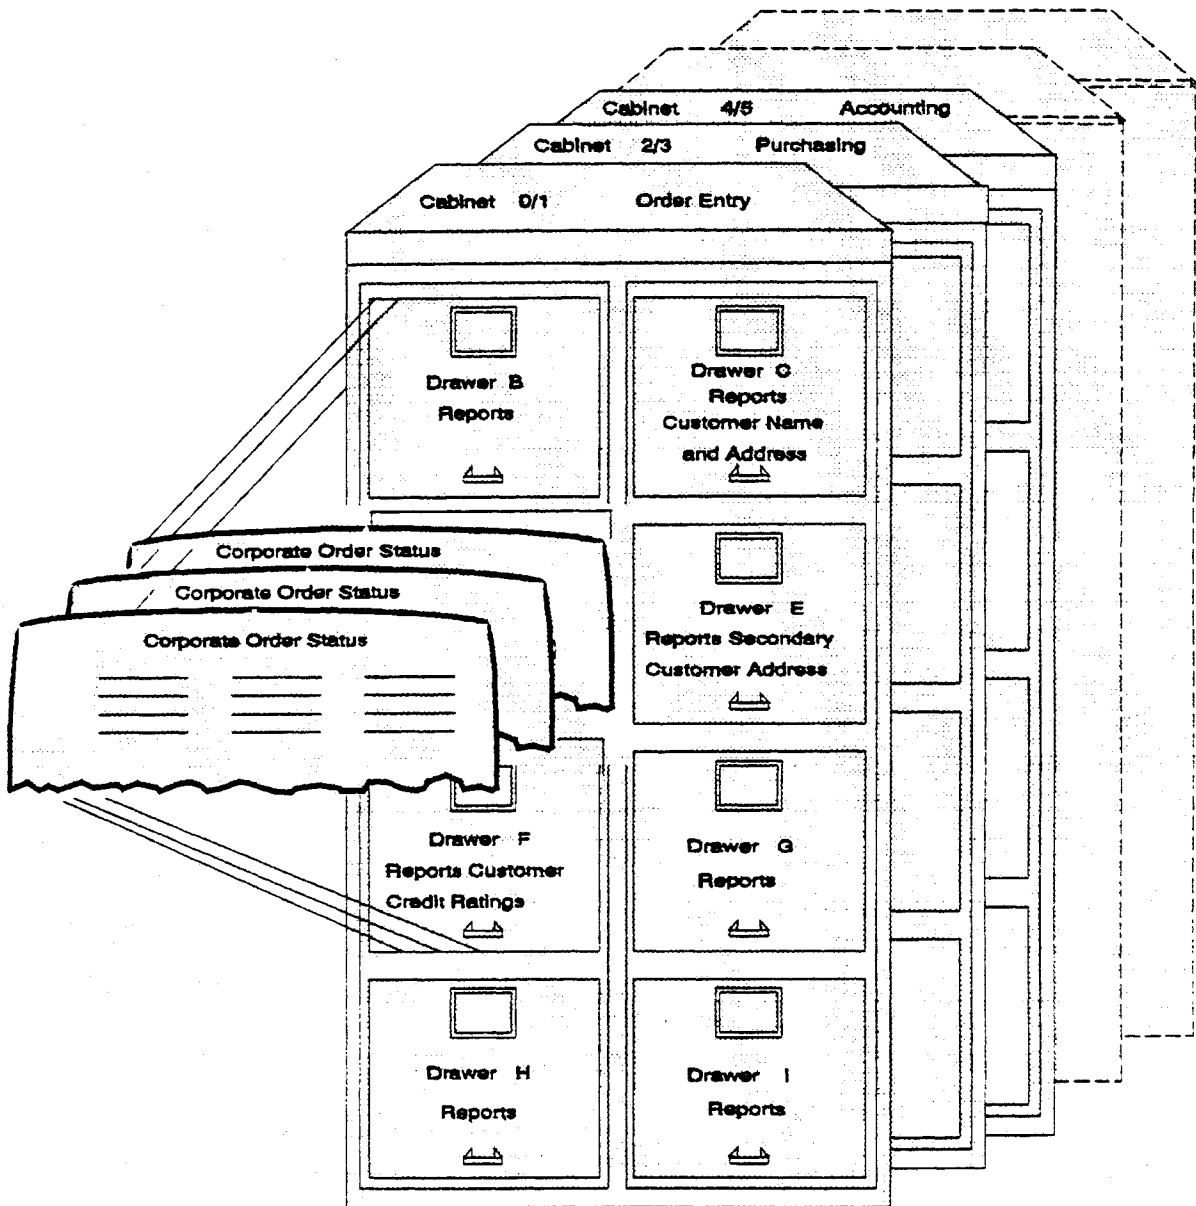 Cabinet 4/5 Accounting
Cabinet 2/3 Purchasing
Cabinet 0/1 Order Entry
Drawer B
Reports
Drawer C
Reports
Customer Name
and Address
Corporate Order Status
Corporate Order Status
Corporate Order Status
Drawer E
Reports Secondary
Customer Address
Drawer F
Reports Customer
Credit Ratings
Drawer G
Reports
Drawer H
Reports
Drawer I
Reports